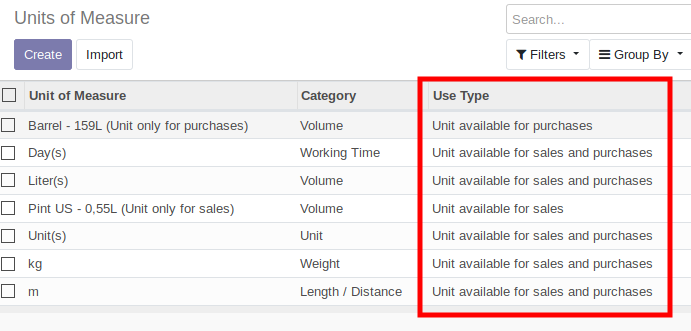 Units of Measure
Search...
Create Import
Filters Group By
Unit of Measure Category Use Type
Barrel - 159L (Unit only for purchases) Volume Unit available for purchases
Day(s) Working Time Unit available for sales and purchases
Liter(s) Volume Unit available for sales and purchases
Pint US - 0,55L (Unit only for sales) Volume Unit available for sales
Unit(s) Unit Unit available for sales and purchases
kg Weight Unit available for sales and purchases
m Length / Distance Unit available for sales and purchases